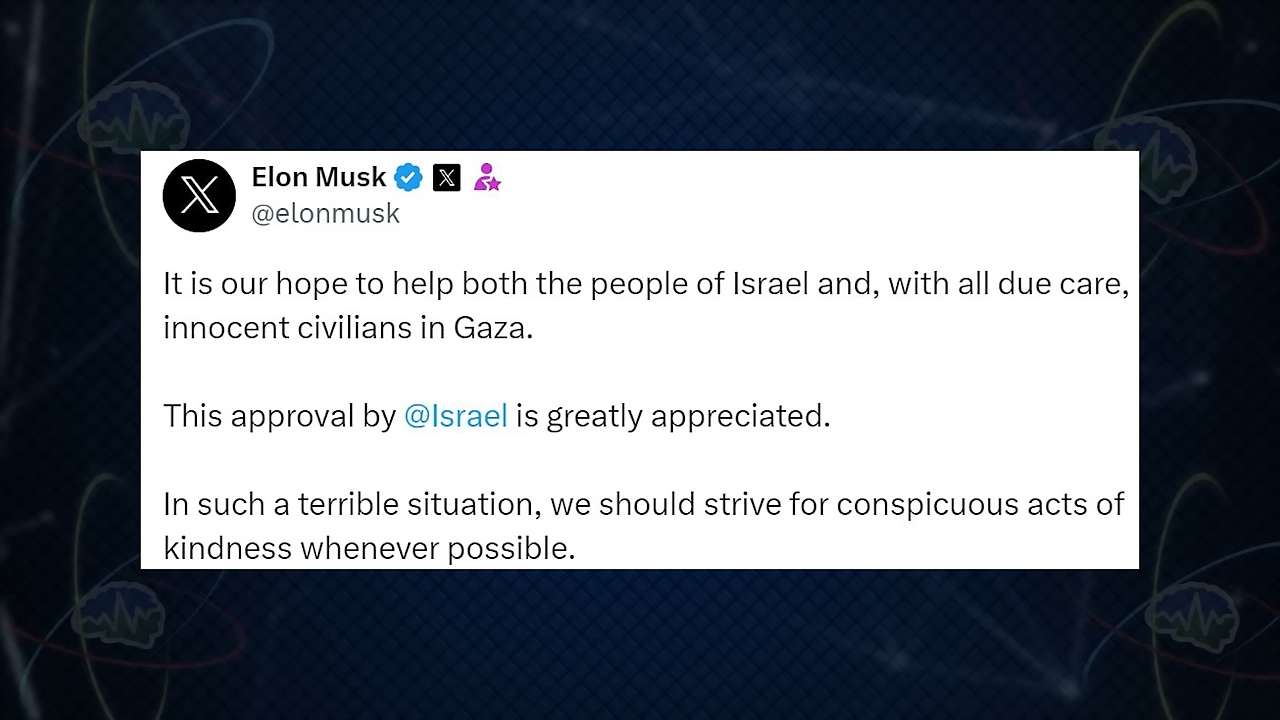 Elon Musk
@elonmusk
It is our hope to help both the people of Israel and, with all due care,
innocent civilians in Gaza.
This approval by @Israel is greatly appreciated.
In such a terrible situation, we should strive for conspicuous acts of
kindness whenever possible.